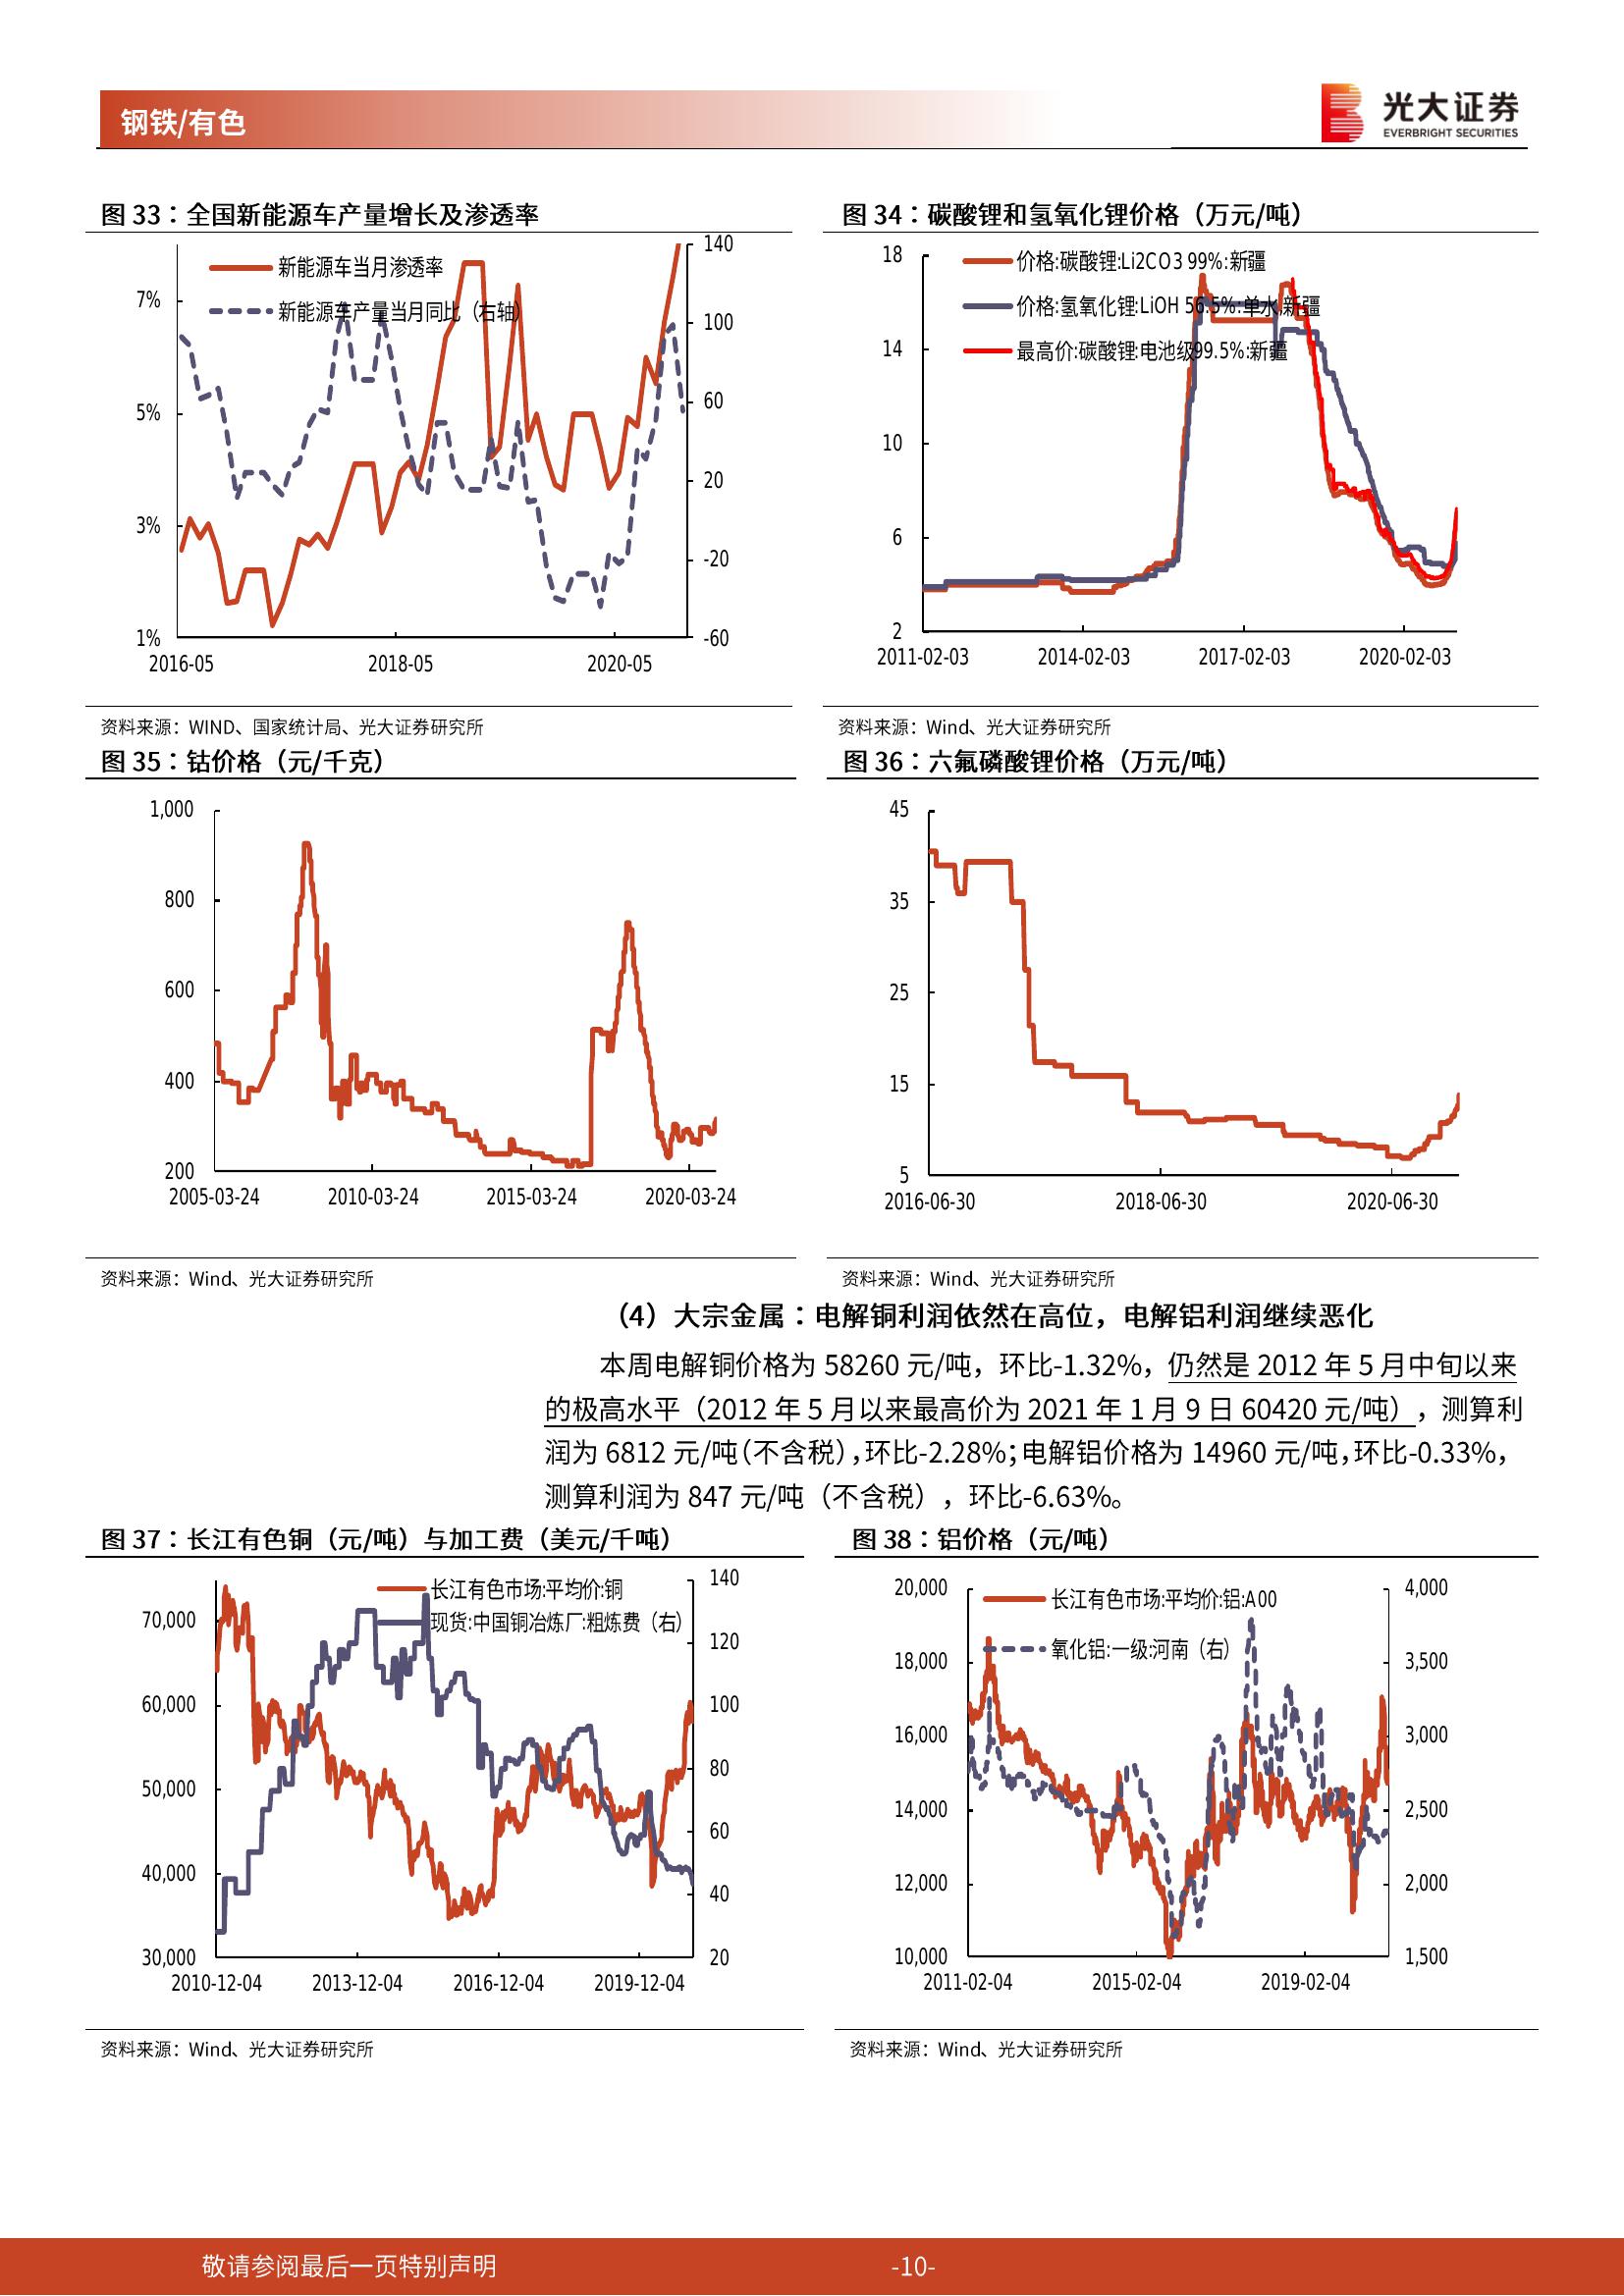 钢铁/有色
光大证券
EVERBRIGHT SECURITIES
图 33：全国新能源车产量增长及渗透率
新能源车当月渗透率
新能源车产量当月同比（右轴）
7%
5%
3%
1%
140
100
60
20
-20
-60
2016-05 2018-05 2020-05
资料来源：WIND、国家统计局、光大证券研究所
图 34：碳酸锂和氢氧化锂价格（万元/吨）
价格:碳酸锂:Li2CO3 99%:新疆
价格:氢氧化锂:LiOH 56.5%:单水:新疆
最高价:碳酸锂:电池级99.5%:新疆
18
14
10
6
2
2011-02-03 2014-02-03 2017-02-03 2020-02-03
资料来源：Wind、光大证券研究所
图 35：钴价格（元/千克）
1,000
800
600
400
200
2005-03-24 2010-03-24 2015-03-24 2020-03-24
资料来源：Wind、光大证券研究所
图 36：六氟磷酸锂价格（万元/吨）
45
35
25
15
5
2016-06-30 2018-06-30 2020-06-30
资料来源：Wind、光大证券研究所
（4）大宗金属：电解铜利润依然在高位，电解铝利润继续恶化
本周电解铜价格为 58260 元/吨，环比-1.32%，仍然是 2012 年 5 月中旬以来
的极高水平（2012 年 5 月以来最高价为 2021 年 1 月 9 日 60420 元/吨），测算利
润为 6812 元/吨（不含税），环比-2.28%；电解铝价格为 14960 元/吨，环比-0.33%，
测算利润为 847 元/吨（不含税），环比-6.63%。
图 37：长江有色铜（元/吨）与加工费（美元/千吨）
长江有色市场:平均价:铜
现货:中国铜冶炼厂:粗炼费（右）
70,000
60,000
50,000
40,000
30,000
140
120
100
80
60
40
20
2010-12-04 2013-12-04 2016-12-04 2019-12-04
资料来源：Wind、光大证券研究所
图 38：铝价格（元/吨）
长江有色市场:平均价:铝:A00
氧化铝:一级:河南（右）
20,000
18,000
16,000
14,000
12,000
10,000
4,000
3,500
3,000
2,500
2,000
1,500
2011-02-04 2015-02-04 2019-02-04
资料来源：Wind、光大证券研究所
敬请参阅最后一页特别声明
-10-